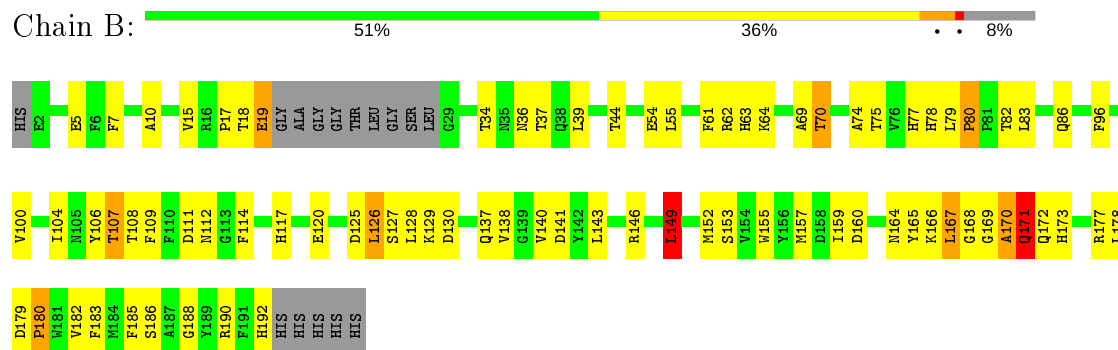 Chain B:
51% 36% • • 8%
HIS E2 E5 F6 F7 A10 V15 R16 P17 T18 E19 GLY ALA GLY GLY THR LEU GLY SER LEU G29 T34 N35 N36 T37 Q38 L39 T44 E54 L55 F61 R62 H63 K64 A69 T70 A74 T75 V76 H77 H78 L79 P80 P81 T82 L83 Q86 F96
V100 I104 N105 Y106 T107 T108 F109 F110 D111 N112 G113 F114 H117 E120 D125 L126 S127 L128 K129 D130 Q137 V138 G139 V140 D141 Y142 L143 R146 L149 M152 S153 V154 W155 Y156 M157 D158 I159 D160 N164 Y165 K166 L167 G168 G169 A170 Q171 Q172 H173 R177
D179 P180 W181 V182 F183 M184 F185 S186 A187 G188 Y189 R190 F191 H192 HIS HIS HIS HIS HIS